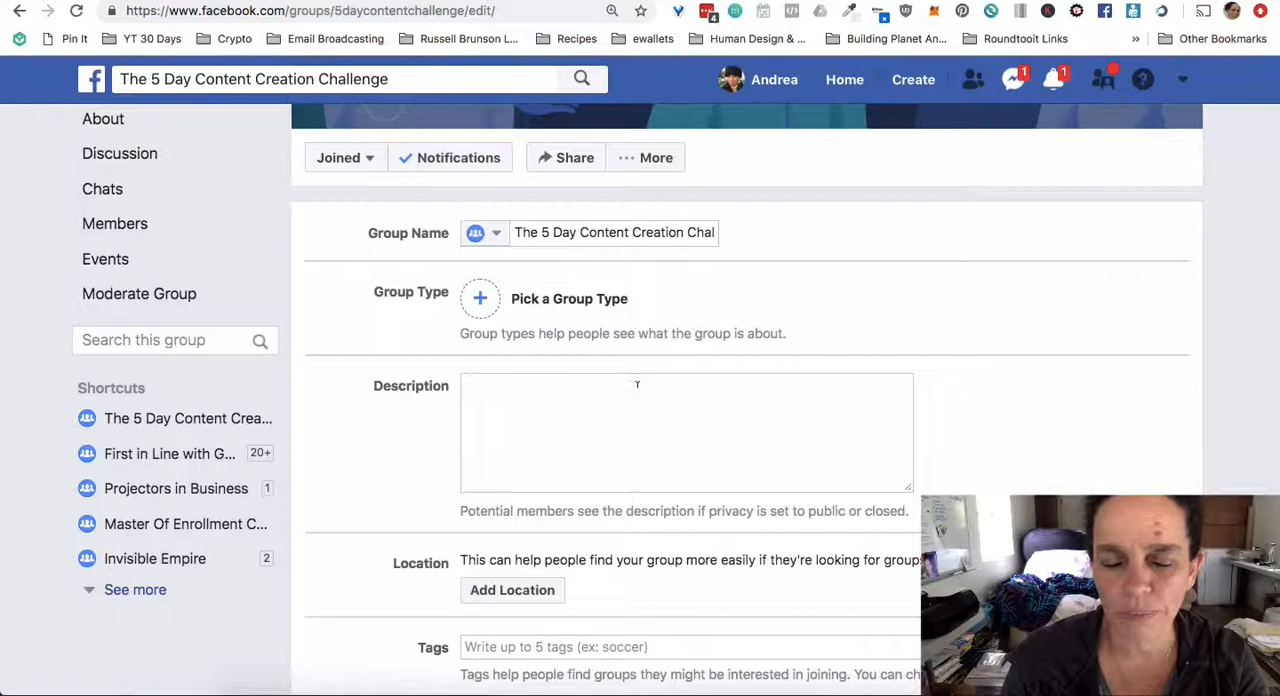 https://www.facebook.com/groups/5daycontentchallenge/edit/
4
Pin It YT 30 Days Crypto Email Broadcasting Russell Brunson L... Recipes ewallets Human Design & ... Building Planet An... Roundtooit Links » Other Bookmarks
The 5 Day Content Creation Challenge Andrea Home Create 1 1
About
Discussion
Chats
Members
Events
Moderate Group
Search this group
Shortcuts
The 5 Day Content Crea...
First in Line with G... 20+
Projectors in Business 1
Master Of Enrollment C...
Invisible Empire 2
See more
Joined Notifications Share ... More
Group Name The 5 Day Content Creation Chal
Group Type Pick a Group Type
Group types help people see what the group is about.
Description
Potential members see the description if privacy is set to public or closed.
Location This can help people find your group more easily if they're looking for group
Add Location
Tags Write up to 5 tags (ex: soccer)
Tags help people find groups they might be interested in joining. You can ch